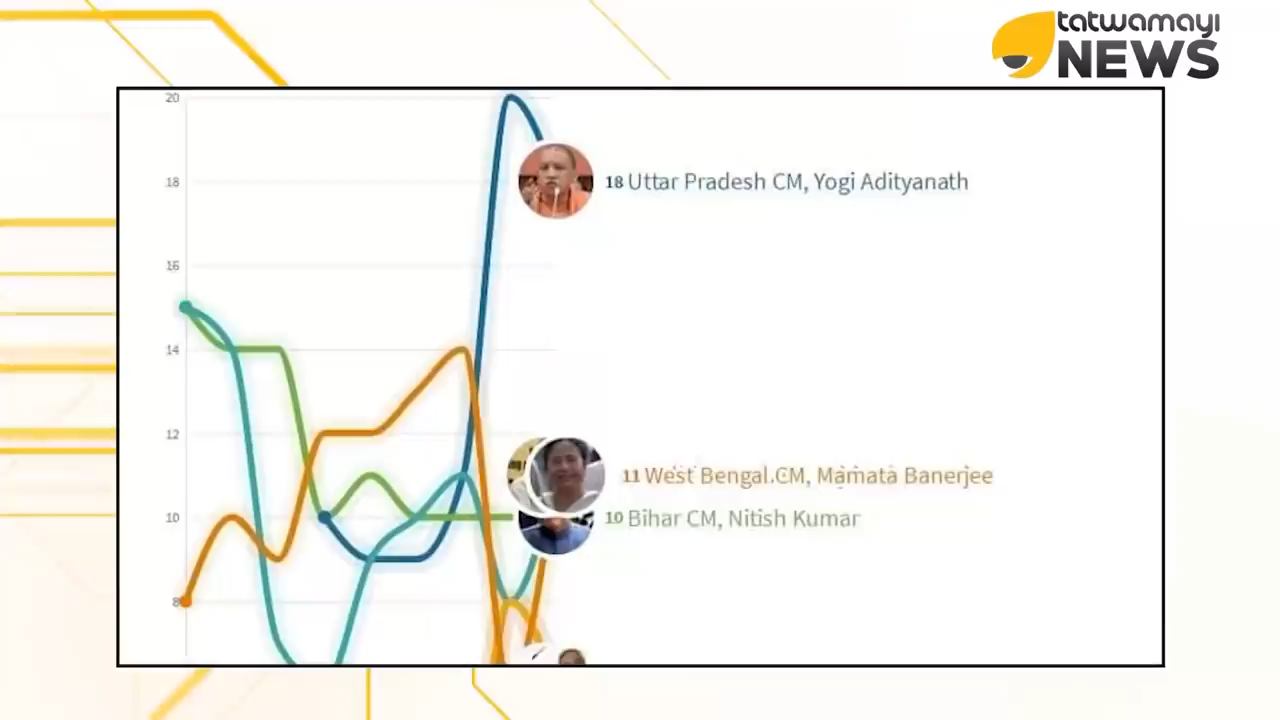 tatwamayi
NEWS
20
18
18 Uttar Pradesh CM, Yogi Adityanath
16
14
12
11 West Bengal CM, Mamata Banerjee
10
10 Bihar CM, Nitish Kumar
8